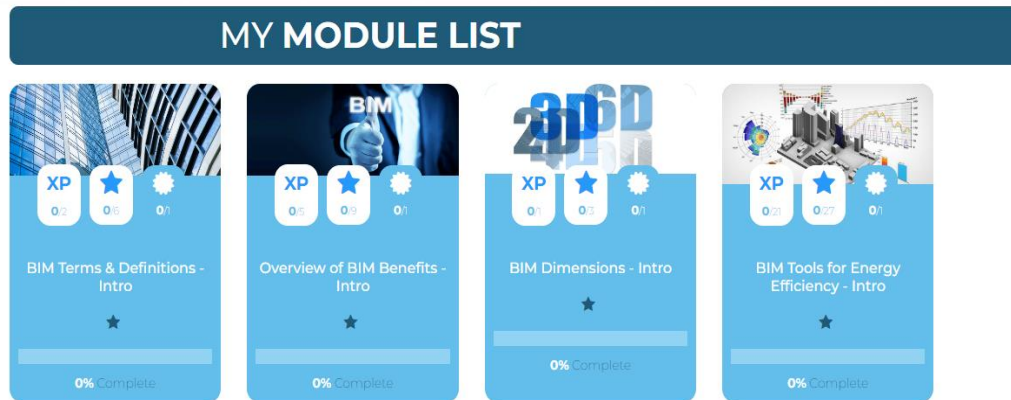 MY MODULE LIST
BIM
2D 3D 6D
XP
0/2
0/6
0/1
XP
0/5
0/9
0/1
XP
0/1
0/3
0/1
XP
0/21
0/27
0/1
BIM Terms & Definitions -
Intro
0% Complete
Overview of BIM Benefits -
Intro
0% Complete
BIM Dimensions - Intro
0% Complete
BIM Tools for Energy
Efficiency - Intro
0% Complete